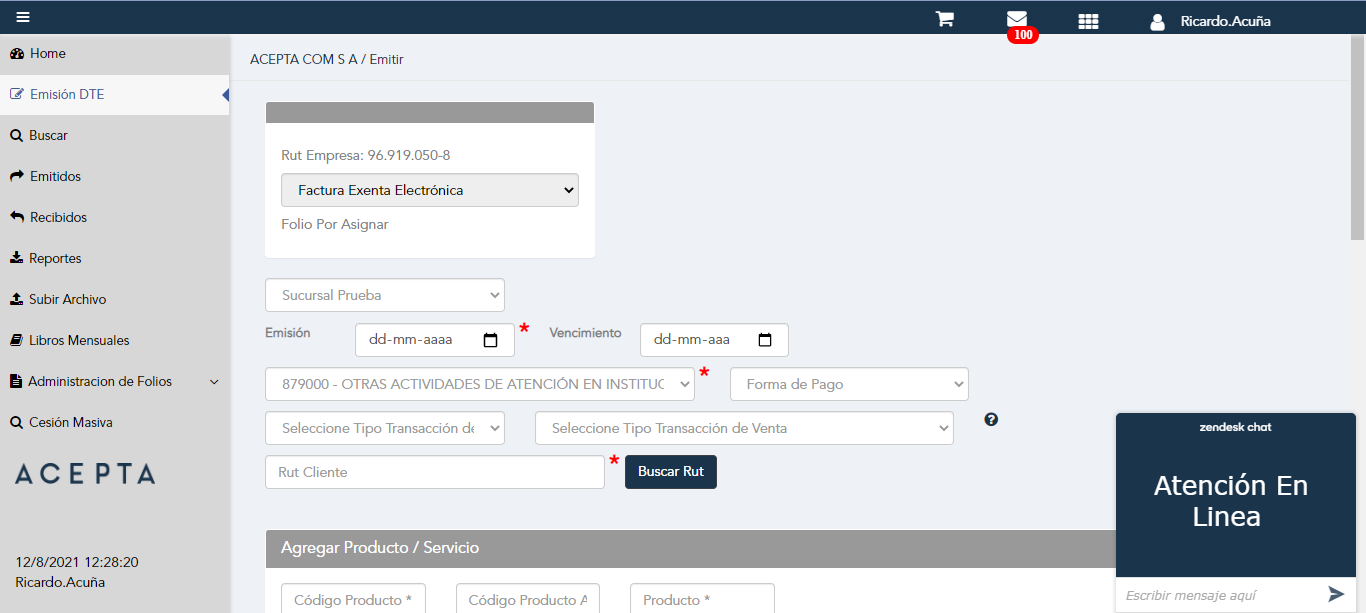 100
Ricardo.Acuña
Home
Emisión DTE
Buscar
Emitidos
Recibidos
Reportes
Subir Archivo
Libros Mensuales
Administracion de Folios
Cesión Masiva
ACEPTA
12/8/2021 12:28:20
Ricardo.Acuña
ACEPTA COM S A / Emitir
Rut Empresa: 96.919.050-8
Factura Exenta Electrónica
Folio Por Asignar
Sucursal Prueba
Emisión dd-mm-aaaa * Vencimiento dd-mm-aaa
879000 - OTRAS ACTIVIDADES DE ATENCIÓN EN INSTITUC * Forma de Pago
Seleccione Tipo Transacción de Seleccione Tipo Transacción de Venta ?
Rut Cliente * Buscar Rut
Agregar Producto / Servicio
Código Producto * Código Producto A Producto *
zendesk chat
Atención En
Linea
Escribir mensaje aquí